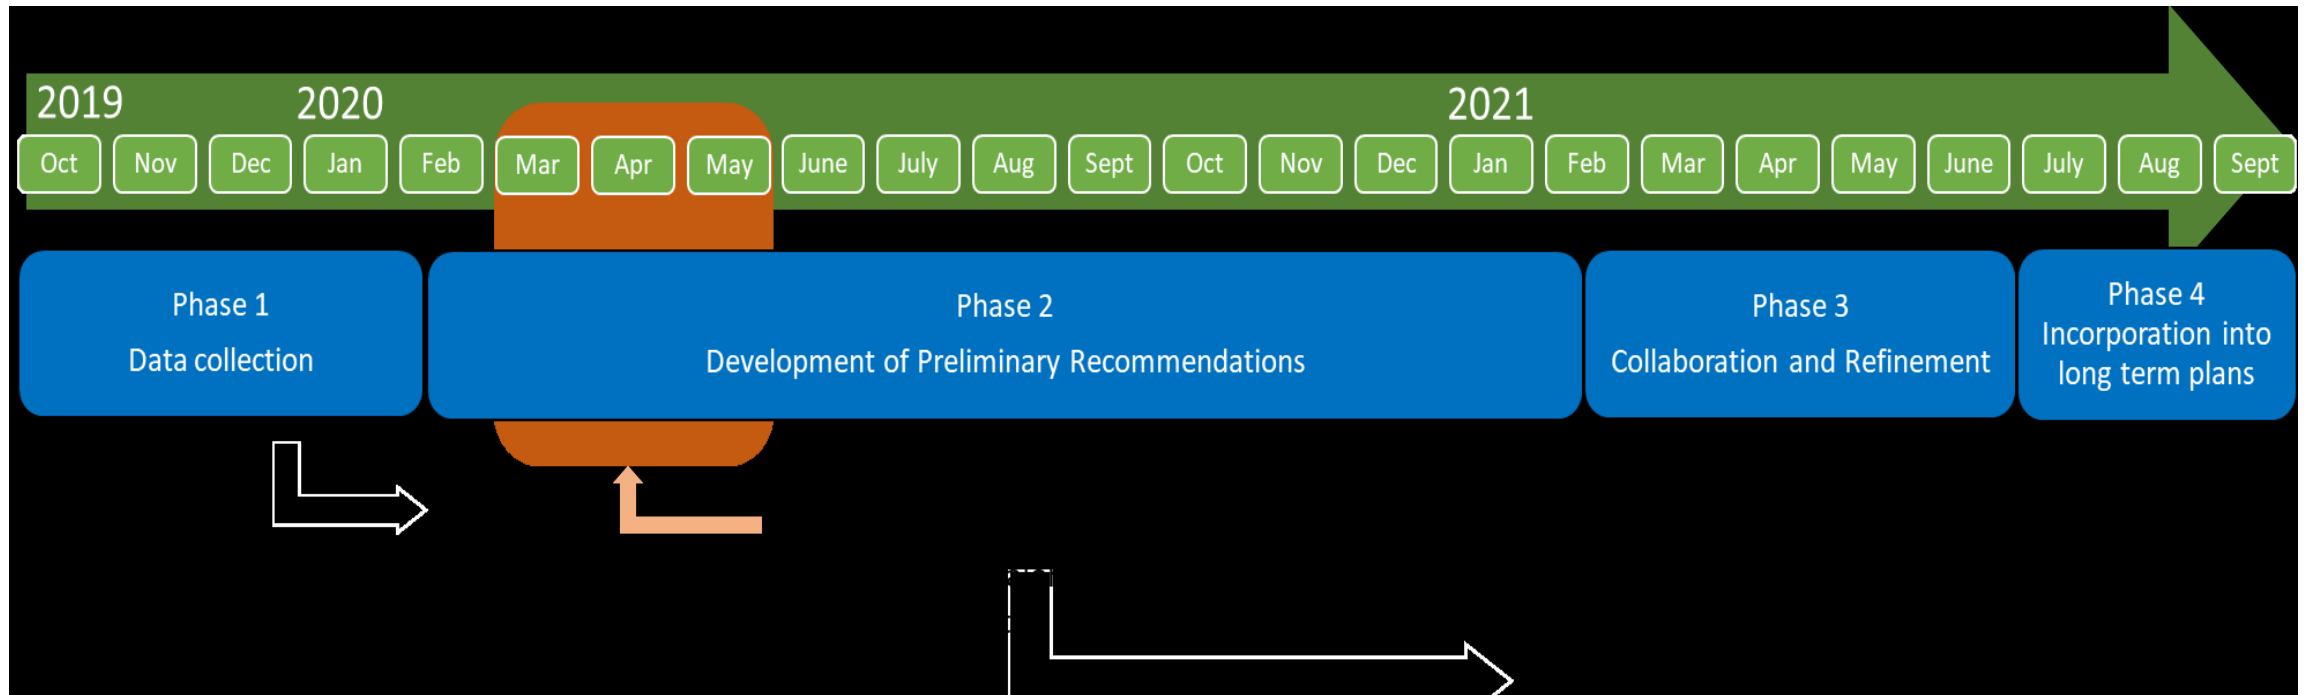 2019 2020 2021
Oct Nov Dec Jan Feb Mar Apr May June July Aug Sept Oct Nov Dec Jan Feb Mar Apr May June July Aug Sept
Phase 1
Data collection
Phase 2
Development of Preliminary Recommendations
Phase 3
Collaboration and Refinement
Phase 4
Incorporation into
long term plans